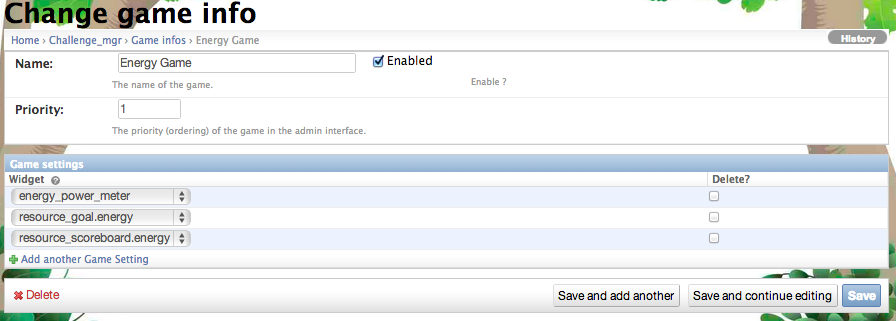 Change game info
Home › Challenge_mgr › Game infos › Energy Game
History
Name: Energy Game Enabled
The name of the game. Enable ?
Priority: 1
The priority (ordering) of the game in the admin interface.
Game settings
Widget ? Delete?
energy_power_meter
resource_goal.energy
resource_scoreboard.energy
Add another Game Setting
Delete Save and add another Save and continue editing Save